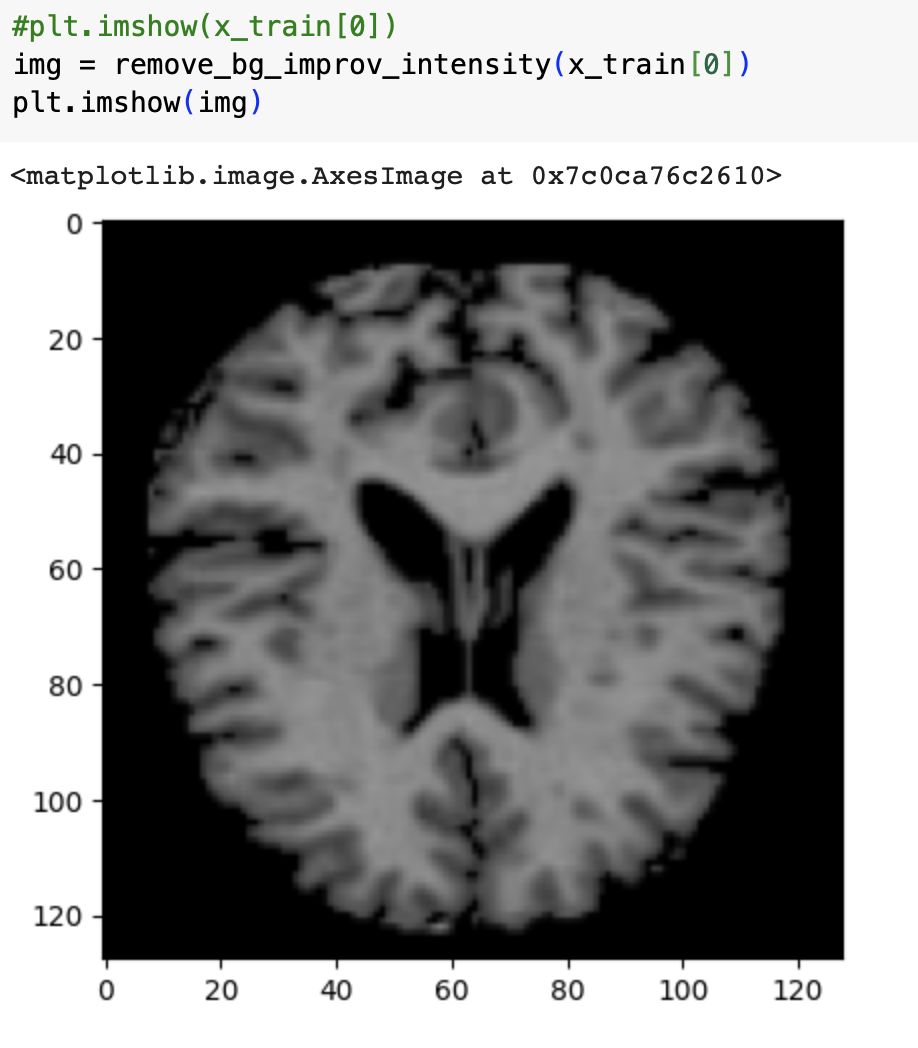 #plt.imshow(x_train[0])
img = remove_bg_improv_intensity(x_train[0])
plt.imshow(img)
<matplotlib.image.AxesImage at 0x7c0ca76c2610>
0
20
40
60
80
100
120
0 20 40 60 80 100 120